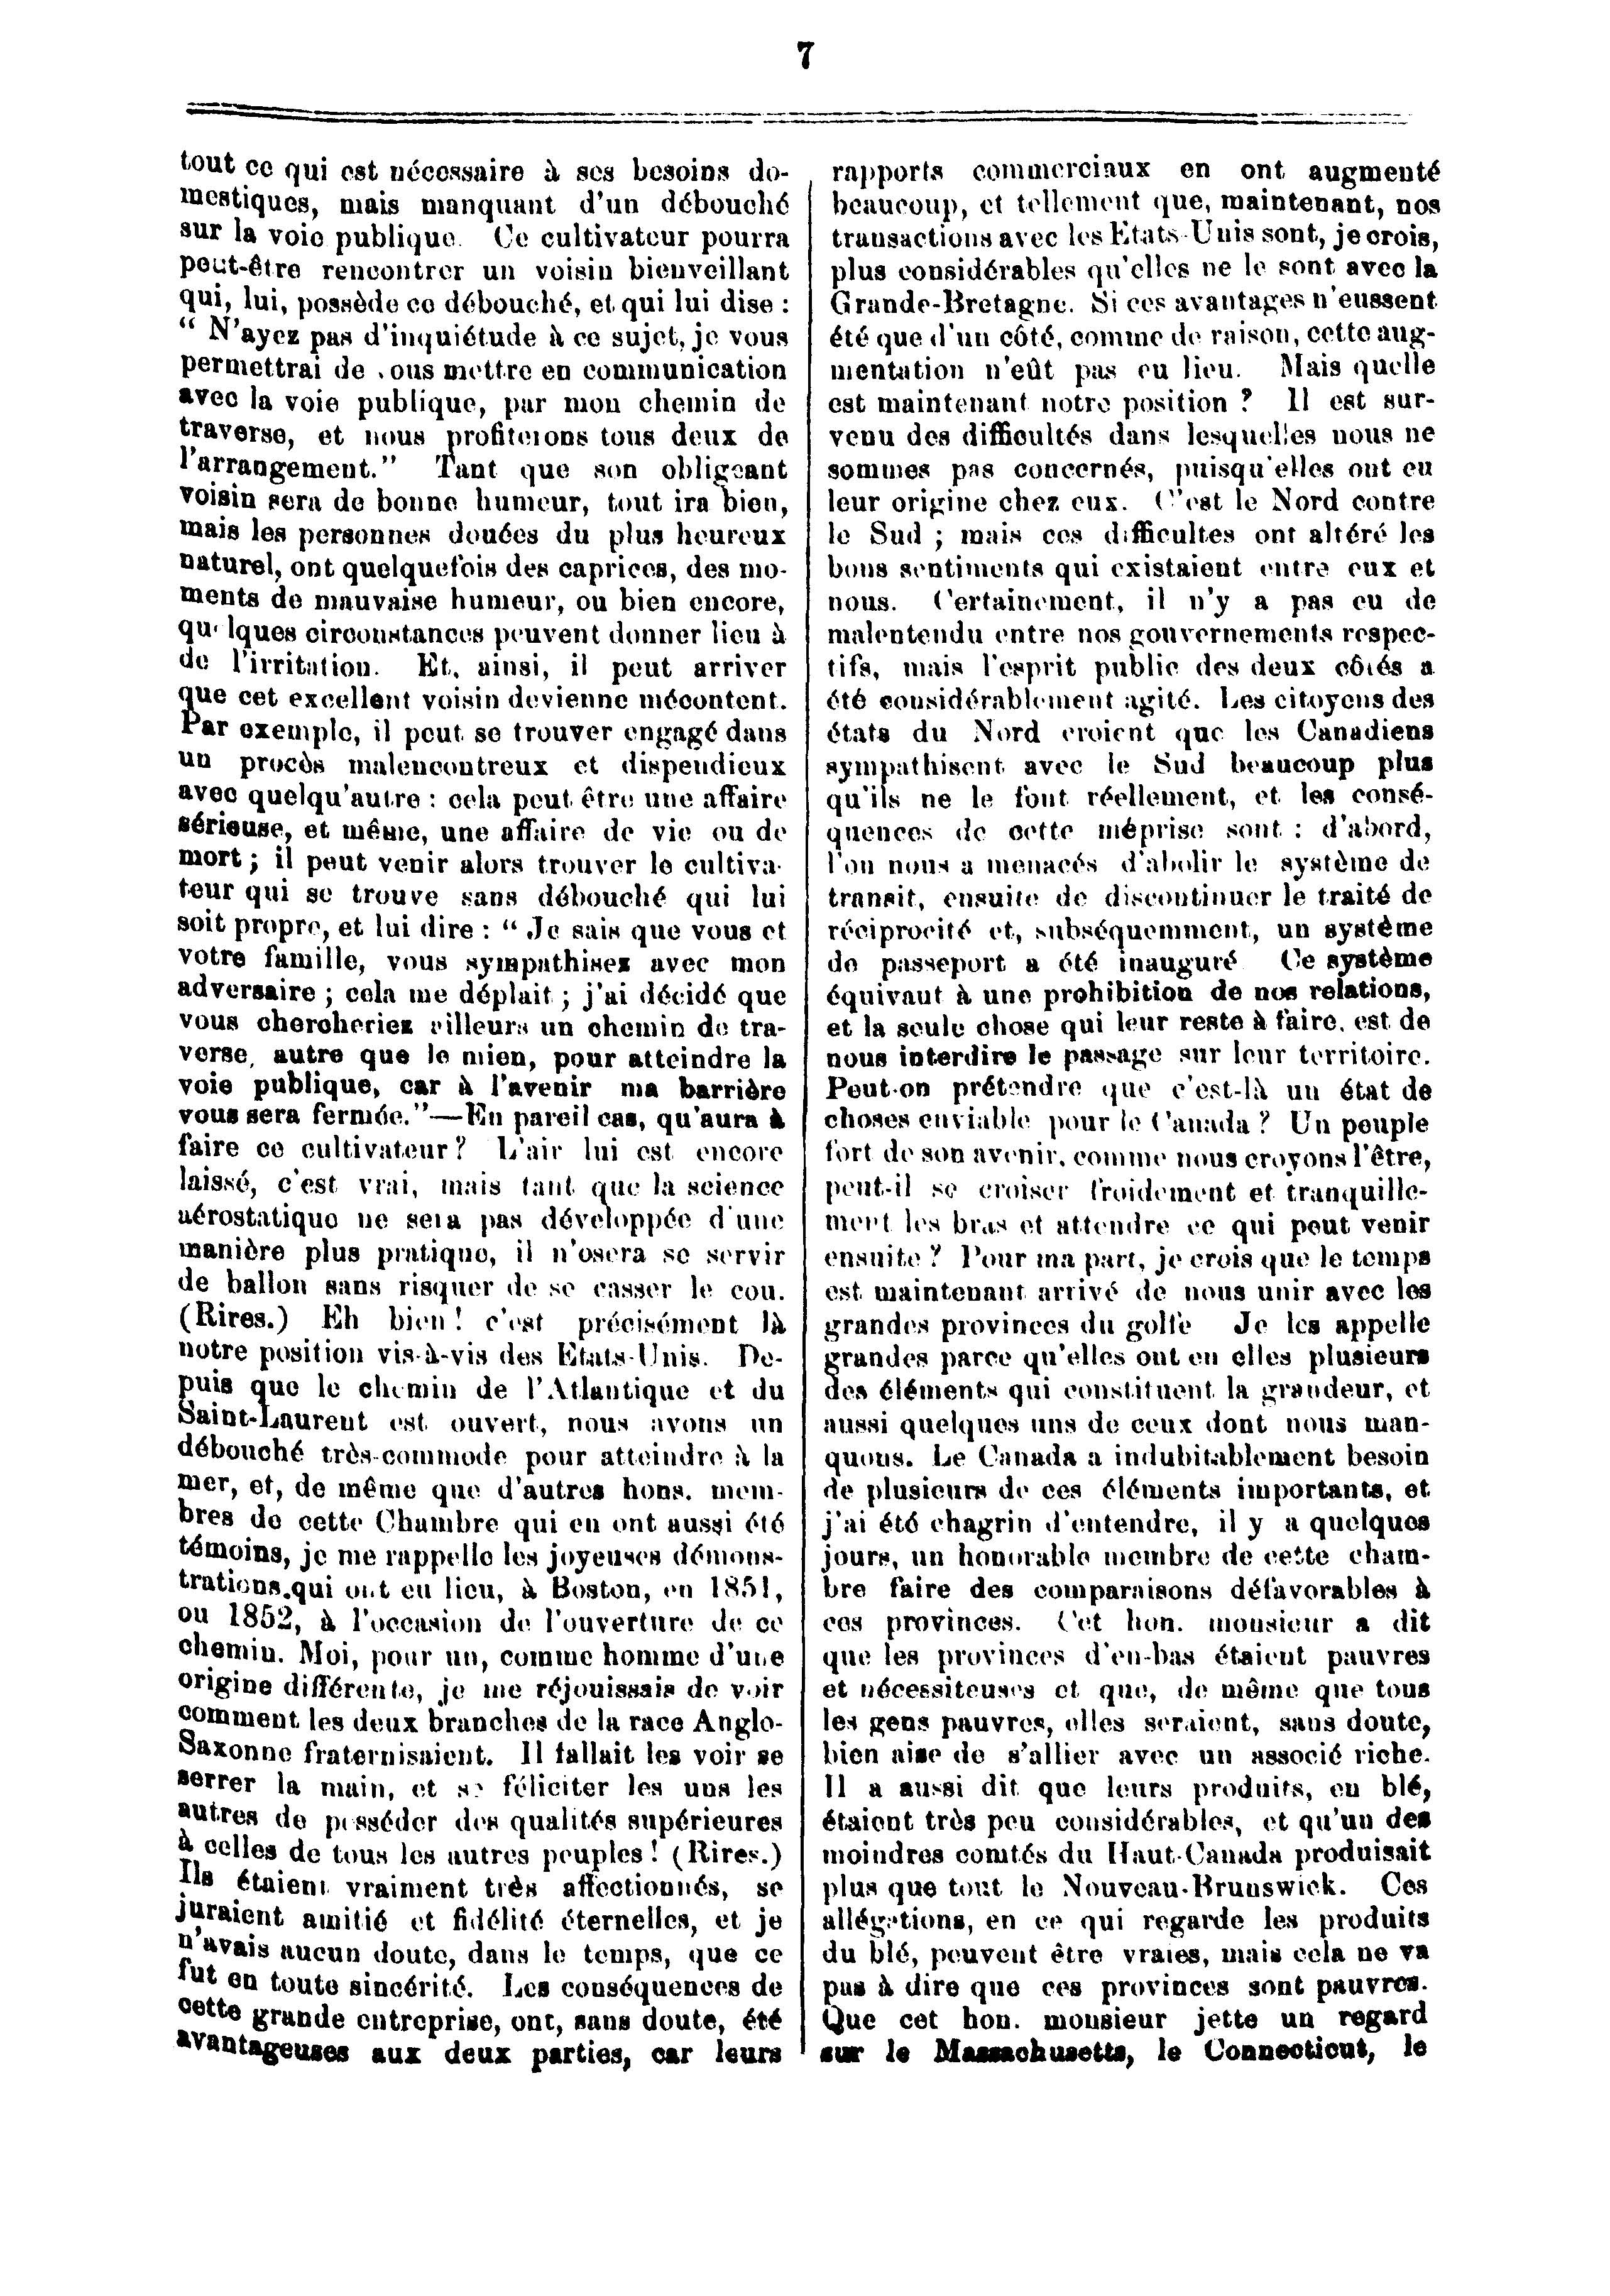 7
tout ce qui est nécessaire à ses besoins do-
mestiques, mais manquant d'un débouché
sur la voie publique. Ce cultivateur pourra
peut-être rencontrer un voisin bienveillant
qui, lui, possède ce débouché, et qui lui dise :
“ N'ayez pas d'inquiétude à ce sujet, je vous
permettrai de vous mettre en communication
avec la voie publique, par mon chemin de
traverse, et nous profiterons tous deux de
l'arrangement.” Tant que son obligeant
voisin sera de bonne humeur, tout ira bien,
mais les personnes douées du plus heureux
naturel, ont quelquefois des caprices, des mo-
ments de mauvaise humeur, ou bien encore,
quelques circonstances peuvent donner lieu à
de l'irritation. Et, ainsi, il peut arriver
que cet excellent voisin devienne mécontent.
Par exemple, il peut se trouver engagé dans
un procès malencontreux et dispendieux
avec quelqu'autre : cela peut être une affaire
sérieuse, et même, une affaire de vie ou de
mort ; il peut venir alors trouver le cultiva-
teur qui se trouve sans débouché qui lui
soit propre, et lui dire : “ Je sais que vous et
votre famille, vous sympathisez avec mon
adversaire ; cela me déplait ; j'ai décidé que
vous chercheriez ailleurs un chemin de tra-
verse, autre que le mien, pour atteindre la
voie publique, car à l'avenir ma barrière
vous sera fermée.”—En pareil cas, qu'aura à
faire ce cultivateur ? L'air lui est encore
laissé, c'est vrai, mais tant que la science
aérostatique ne sera pas développée d'une
manière plus pratique, il n'osera se servir
de ballon sans risquer de se casser le cou.
(Rires.) Eh bien ! c'est précisément là
notre position vis-à-vis des Etats-Unis. De-
puis que le chemin de l'Atlantique et du
Saint-Laurent est ouvert, nous avons un
débouché très-commode pour atteindre à la
mer, et, de même que d'autres hons. mem-
bres de cette Chambre qui en ont aussi été
témoins, je me rappelle les joyeuses démons-
trations qui ont eu lieu, à Boston, en 1851,
ou 1852, à l'occasion de l'ouverture de ce
chemin. Moi, pour un, comme homme d'une
origine différente, je me réjouissais de voir
comment les deux branches de la race Anglo-
Saxonne fraternisaient. Il fallait les voir se
serrer la main, et se féliciter les uns les
autres de posséder des qualités supérieures
à celles de tous les autres peuples ! (Rires.)
Ils étaient vraiment très affectionnés, se
juraient amitié et fidélité éternelles, et je
n'avais aucun doute, dans le temps, que ce
fut en toute sincérité. Les conséquences de
cette grande entreprise, ont, sans doute, été
avantageuses aux deux parties, car leurs
rapports commerciaux en ont augmenté
beaucoup, et tellement que, maintenant, nos
transactions avec les Etats-Unis sont, je crois,
plus considérables qu'elles ne le sont avec la
Grande-Bretagne. Si ces avantages n'eussent
été que d'un côté, comme de raison, cette aug-
mentation n'eût pas eu lieu. Mais quelle
est maintenant notre position ? Il est sur-
venu des difficultés dans lesquelles nous ne
sommes pas concernés, puisqu'elles ont eu
leur origine chez eux. C'est le Nord contre
le Sud ; mais ces difficultes ont altéré les
bons sentiments qui existaient entre eux et
nous. Certainement, il n'y a pas eu de
malentendu entre nos gouvernements respec-
tifs, mais l'esprit public des deux côtés a
été considérablement agité. Les citoyens des
états du Nord croient que les Canadiens
sympathisent avec le Sud beaucoup plus
qu'ils ne le font réellement, et les consé-
quences de cette méprise sont : d'abord,
l'on nous a menacés d'abolir le système de
transit, ensuite de discontinuer le traité de
réciprocité et, subséquemment, un système
de passeport a été inauguré. Ce système
équivaut à une prohibition de nos relations,
et la seule chose qui leur reste à faire, est de
nous interdire le passage sur leur territoire.
Peut-on prétendre que c'est-là un état de
choses enviable pour le Canada ? Un peuple
fort de son avenir, comme nous croyons l'être,
peut-il se croiser froidement et tranquille-
ment les bras et attendre ce qui peut venir
ensuite ? Pour ma part, je crois que le temps
est maintenant arrivé de nous unir avec les
grandes provinces du golfe Je les appelle
grandes parce qu'elles ont en elles plusieurs
des éléments qui constituent la grandeur, et
aussi quelques uns de ceux dont nous man-
quons. Le Canada a indubitablement besoin
de plusieurs de ces éléments importants, et
j'ai été chagrin d'entendre, il y a quelques
jours, un honorable membre de cette cham-
bre faire des comparaisons défavorables à
ces provinces. Cet hon. monsieur a dit
que les provinces d'en-bas étaient pauvres
et nécessiteuses et que, de même que tous
les gens pauvres, elles seraient, sans doute,
bien aise de s'allier avec un associé riche.
Il a aussi dit que leurs produits, en blé,
étaient très peu considérables, et qu'un des
moindres comtés du Haut-Canada produisait
plus que tout le Nouveau-Brunswick. Ces
allégations, en ce qui regarde les produits
du blé, peuvent être vraies, mais cela ne va
pas à dire que ces provinces sont pauvres.
Que cet hon. monsieur jette un regard
sur le Massachusetts, le Connecticut, le